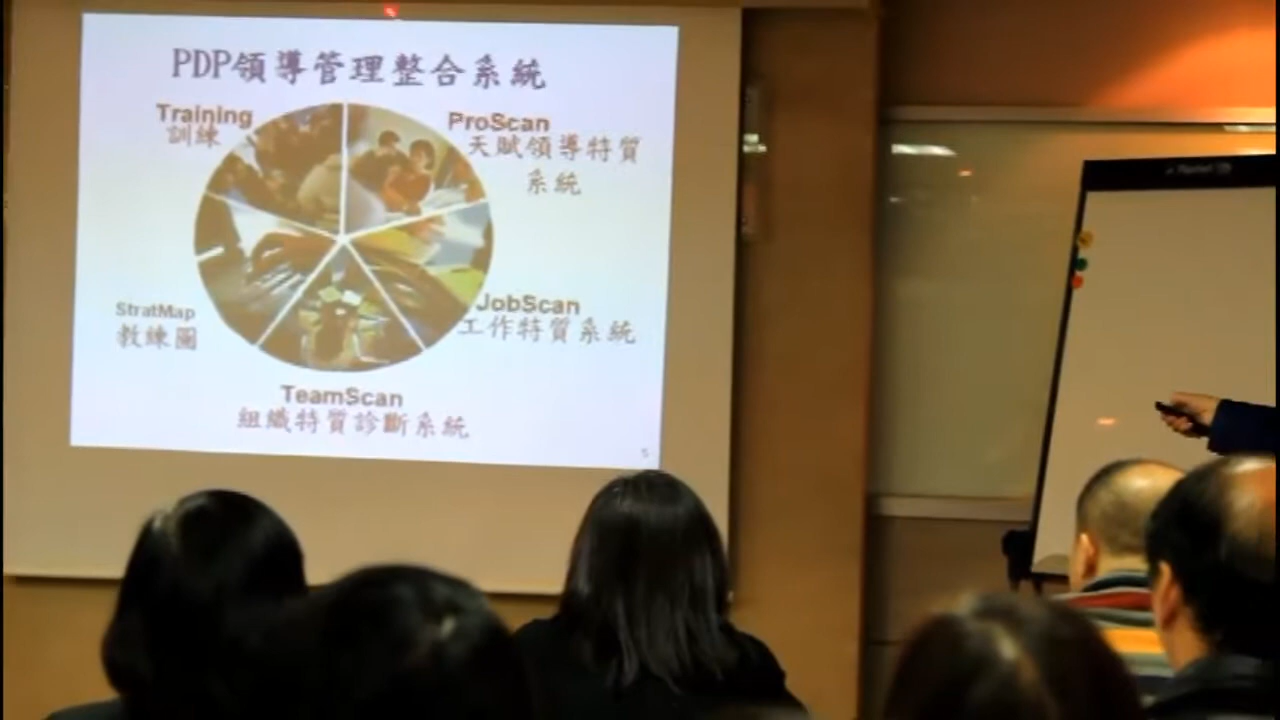 PDP領導管理整合系統
Training
訓練
ProScan
天賦領導特質
系統
StratMap
教練圖
JobScan
工作特質系統
TeamScan
組織特質診斷系統
5